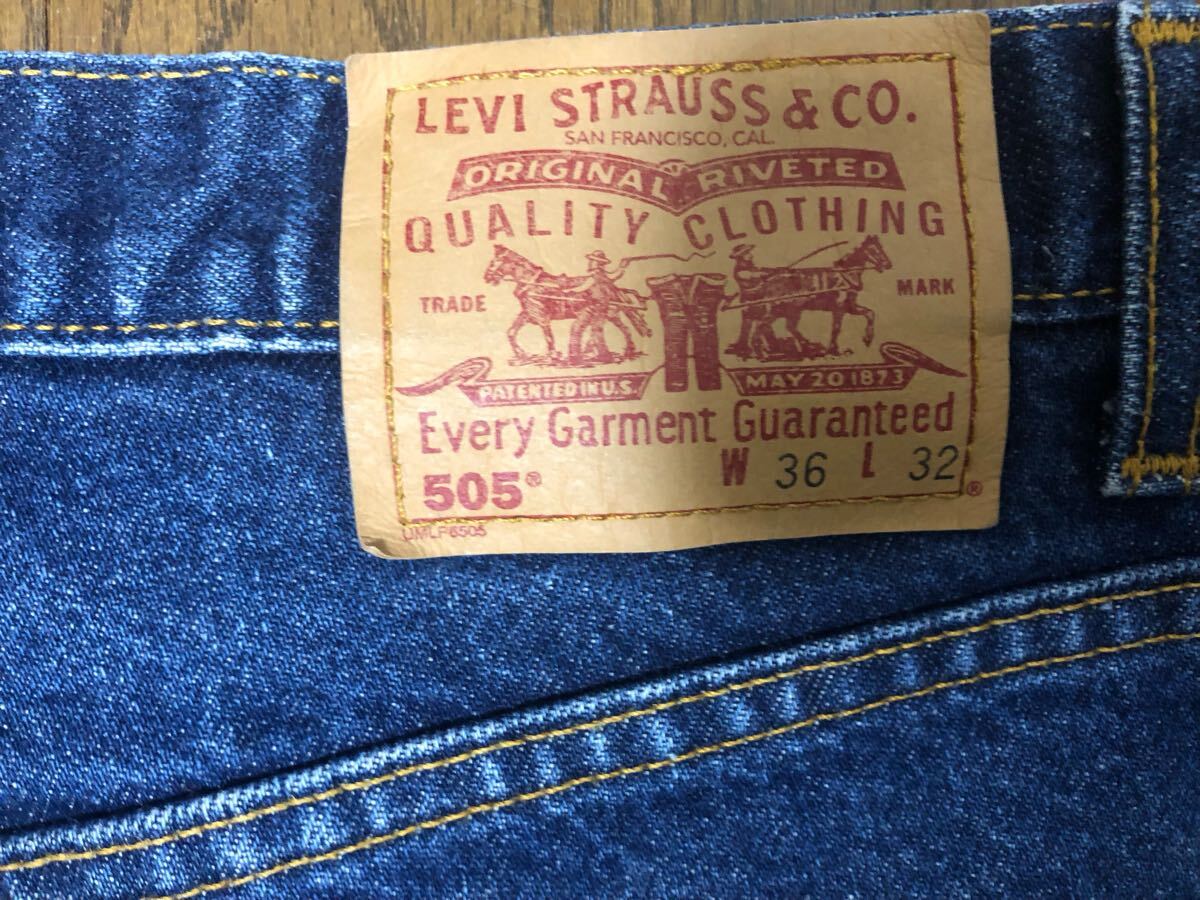 LEVI STRAUSS & CO.
SAN FRANCISCO, CAL.
ORIGINAL RIVETED
QUALITY CLOTHING
TRADE MARK
PATENTED IN U.S. MAY 20 1873
Every Garment Guaranteed
505® W 36 L 32 ®